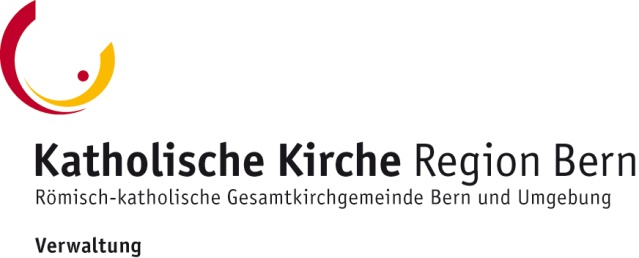 Katholische Kirche Region Bern
Römisch-katholische Gesamtkirchgemeinde Bern und Umgebung
Verwaltung